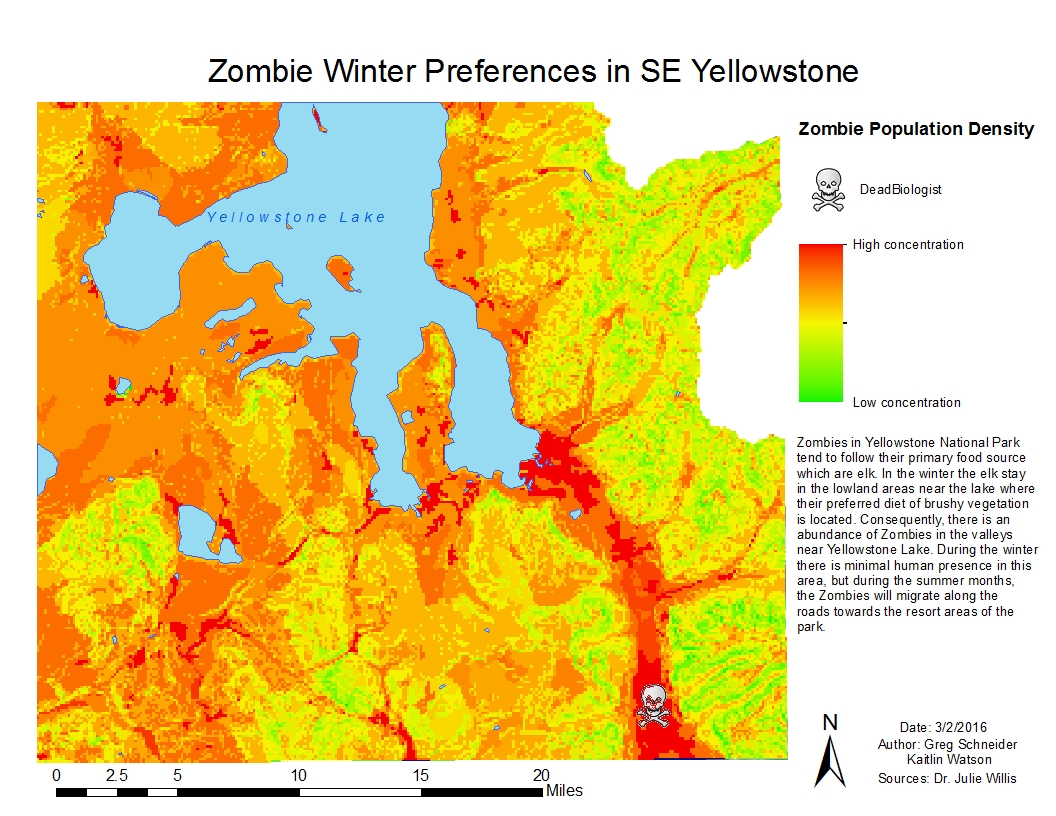 Zombie Winter Preferences in SE Yellowstone
Yellowstone Lake
Zombie Population Density
DeadBiologist
High concentration
Low concentration
Zombies in Yellowstone National Park
tend to follow their primary food source
which are elk. In the winter the elk stay
in the lowland areas near the lake where
their preferred diet of brushy vegetation
is located. Consequently, there is an
abundance of Zombies in the valleys
near Yellowstone Lake. During the winter
there is minimal human presence in this
area, but during the summer months,
the Zombies will migrate along the
roads towards the resort areas of the
park.
N
Date: 3/2/2016
Author: Greg Schneider
Kaitlin Watson
Sources: Dr. Julie Willis
0 2.5 5 10 15 20
Miles